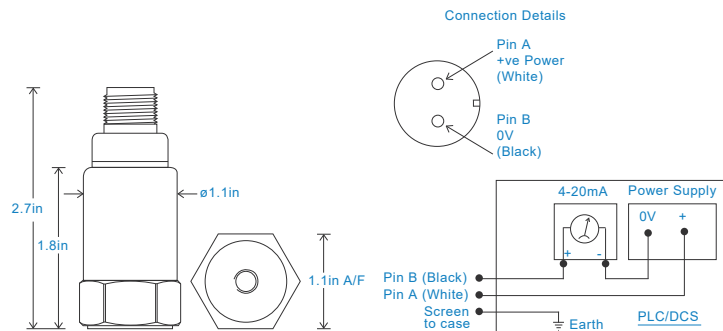 Connection Details
Pin A
+ve Power
(White)
Pin B
0V
(Black)
2.7in
1.8in
ø1.1in
1.1in A/F
4-20mA
Power Supply
0V
+
+
-
Pin B (Black)
Pin A (White)
Screen
to case
Earth
PLC/DCS